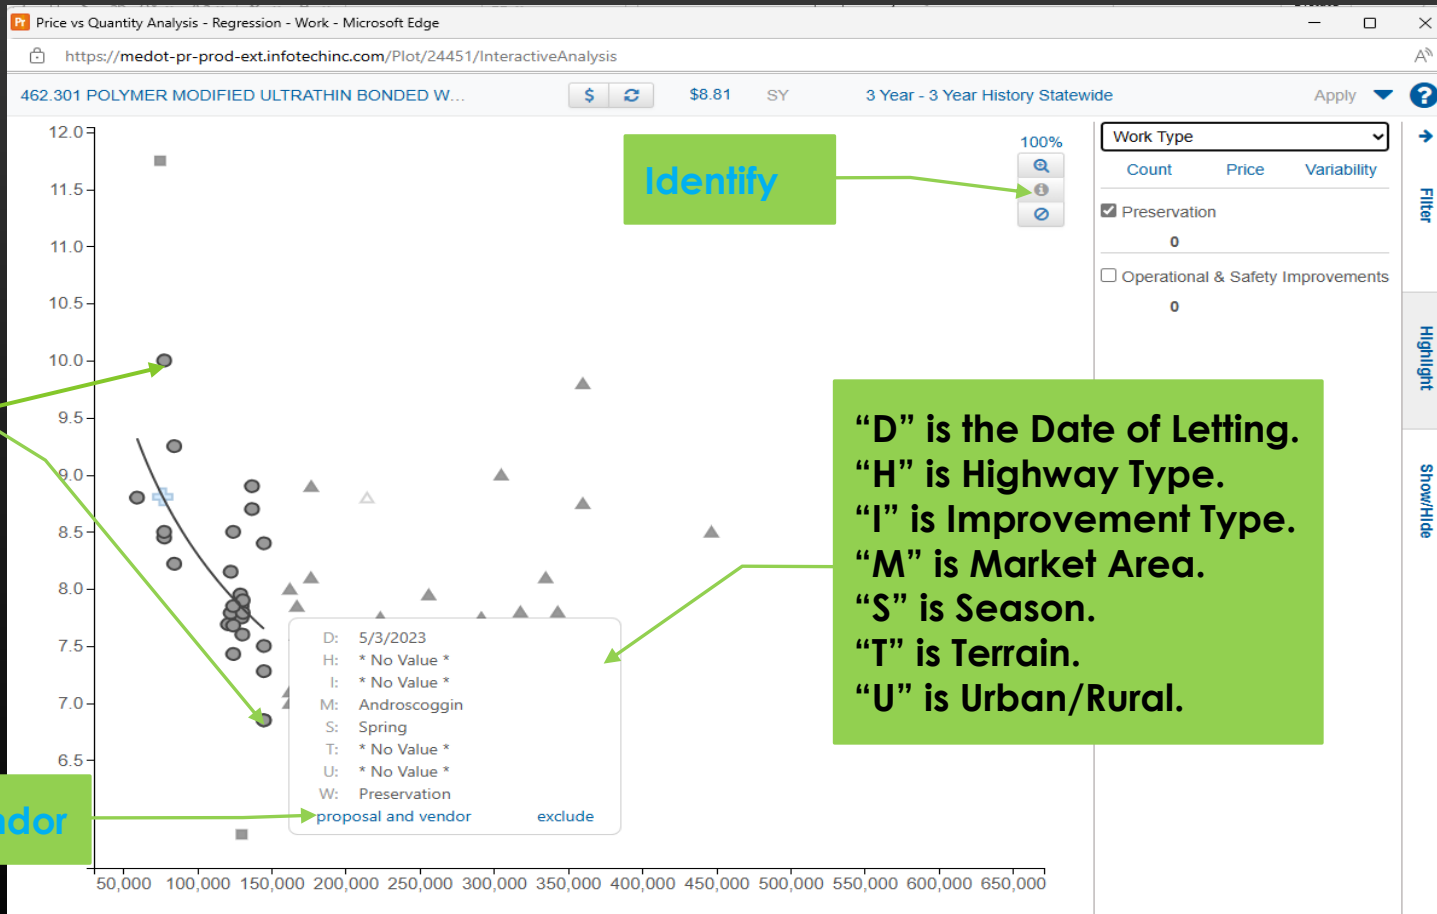 Price vs Quantity Analysis - Regression - Work - Microsoft Edge
https://medot-pr-prod-ext.infotechinc.com/Plot/24451/InteractiveAnalysis
462.301 POLYMER MODIFIED ULTRATHIN BONDED W... $ $8.81 SY 3 Year - 3 Year History Statewide Apply ?
12.0
11.5
11.0
10.5
10.0
9.5
9.0
8.5
8.0
7.5
7.0
6.5
50,000 100,000 150,000 200,000 250,000 300,000 350,000 400,000 450,000 500,000 550,000 600,000 650,000
Identify
100%
Work Type
Count Price Variability
Preservation
0
Operational & Safety Improvements
0
Filter
Highlight
Show/Hide
“D” is the Date of Letting.
“H” is Highway Type.
“I” is Improvement Type.
“M” is Market Area.
“S” is Season.
“T” is Terrain.
“U” is Urban/Rural.
D: 5/3/2023
H: * No Value *
I: * No Value *
M: Androscoggin
S: Spring
T: * No Value *
U: * No Value *
W: Preservation
proposal and vendor exclude
ndor